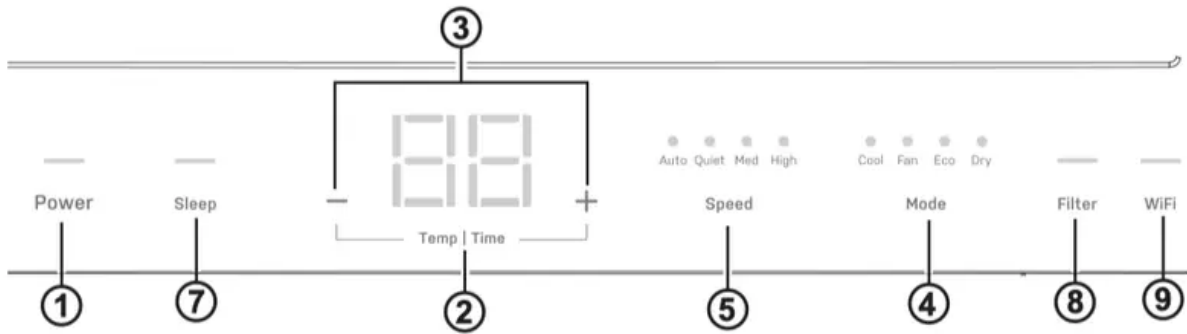 3
88
Auto Quiet Med High
Cool Fan Eco Dry
Power
Sleep
− +
Speed
Mode
Filter
WiFi
Temp | Time
1
7
2
5
4
8
9